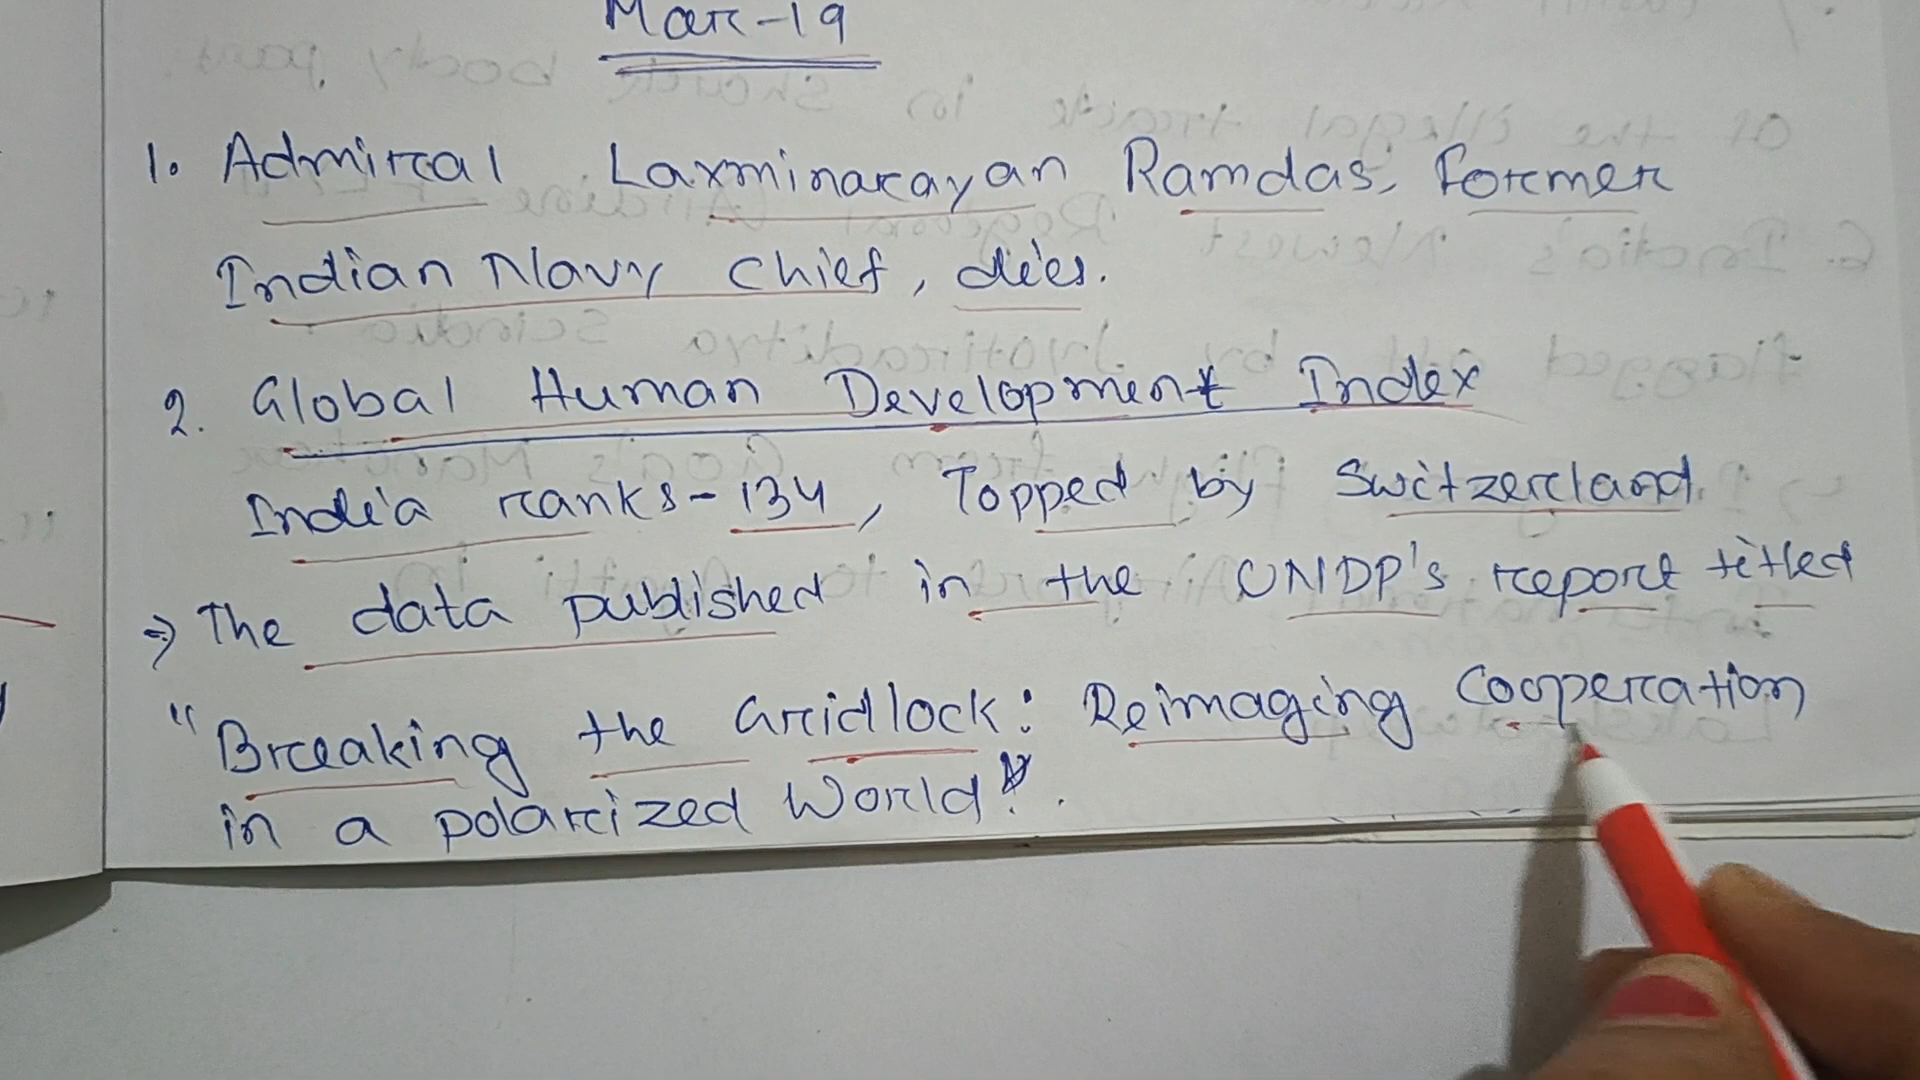 Mar-19
1. Admiral Laxminarayan Ramdas, Former
Indian Navy Chief, dies.
2. Global Human Development Index
India ranks-134, Topped by Switzerland.
⇒ The data published in the UNDP's report titled
"Breaking the Gridlock: Reimaging Cooperation
in a polarized World".